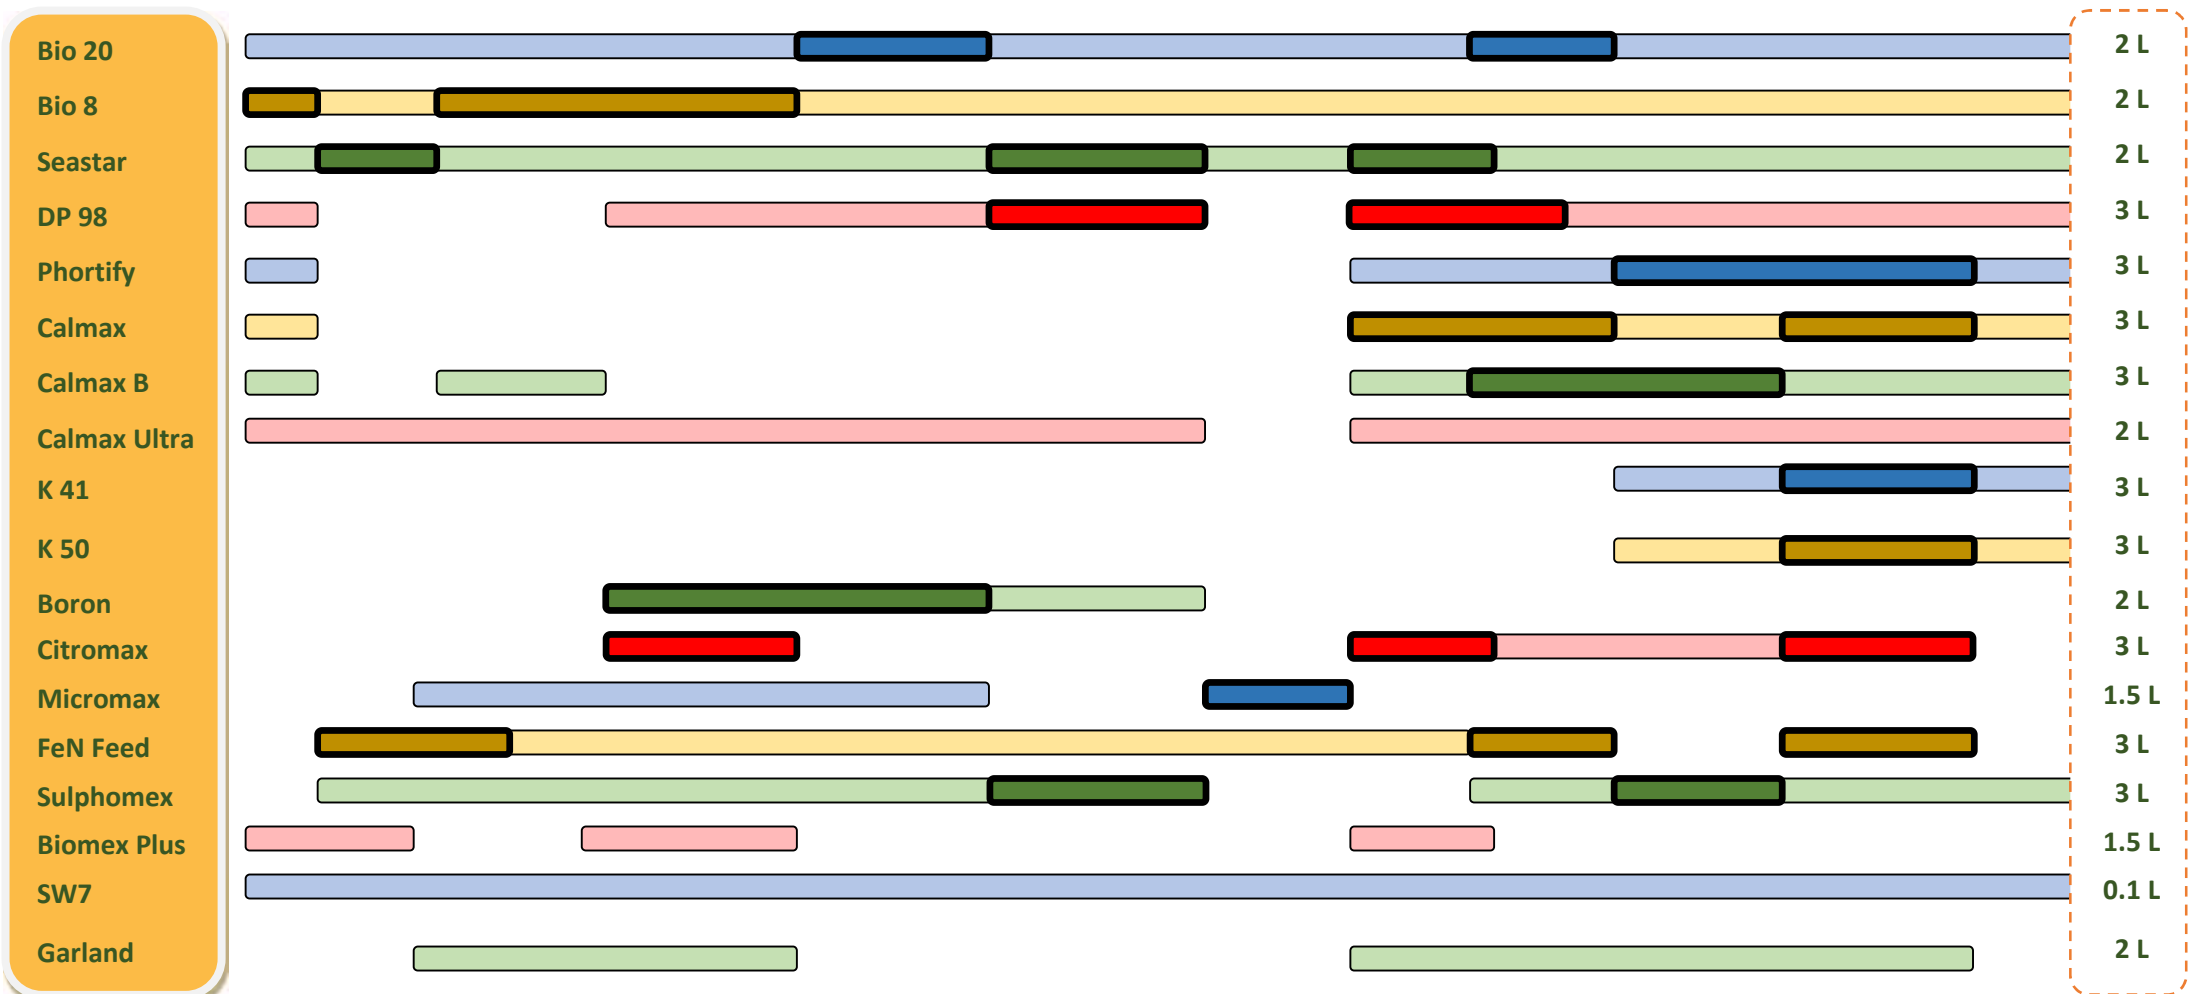 Bio 20 2 L
Bio 8 2 L
Seastar 2 L
DP 98 3 L
Phortify 3 L
Calmax 3 L
Calmax B 3 L
Calmax Ultra 2 L
K 41 3 L
K 50 3 L
Boron 2 L
Citromax 3 L
Micromax 1.5 L
FeN Feed 3 L
Sulphomex 3 L
Biomex Plus 1.5 L
SW7 0.1 L
Garland 2 L